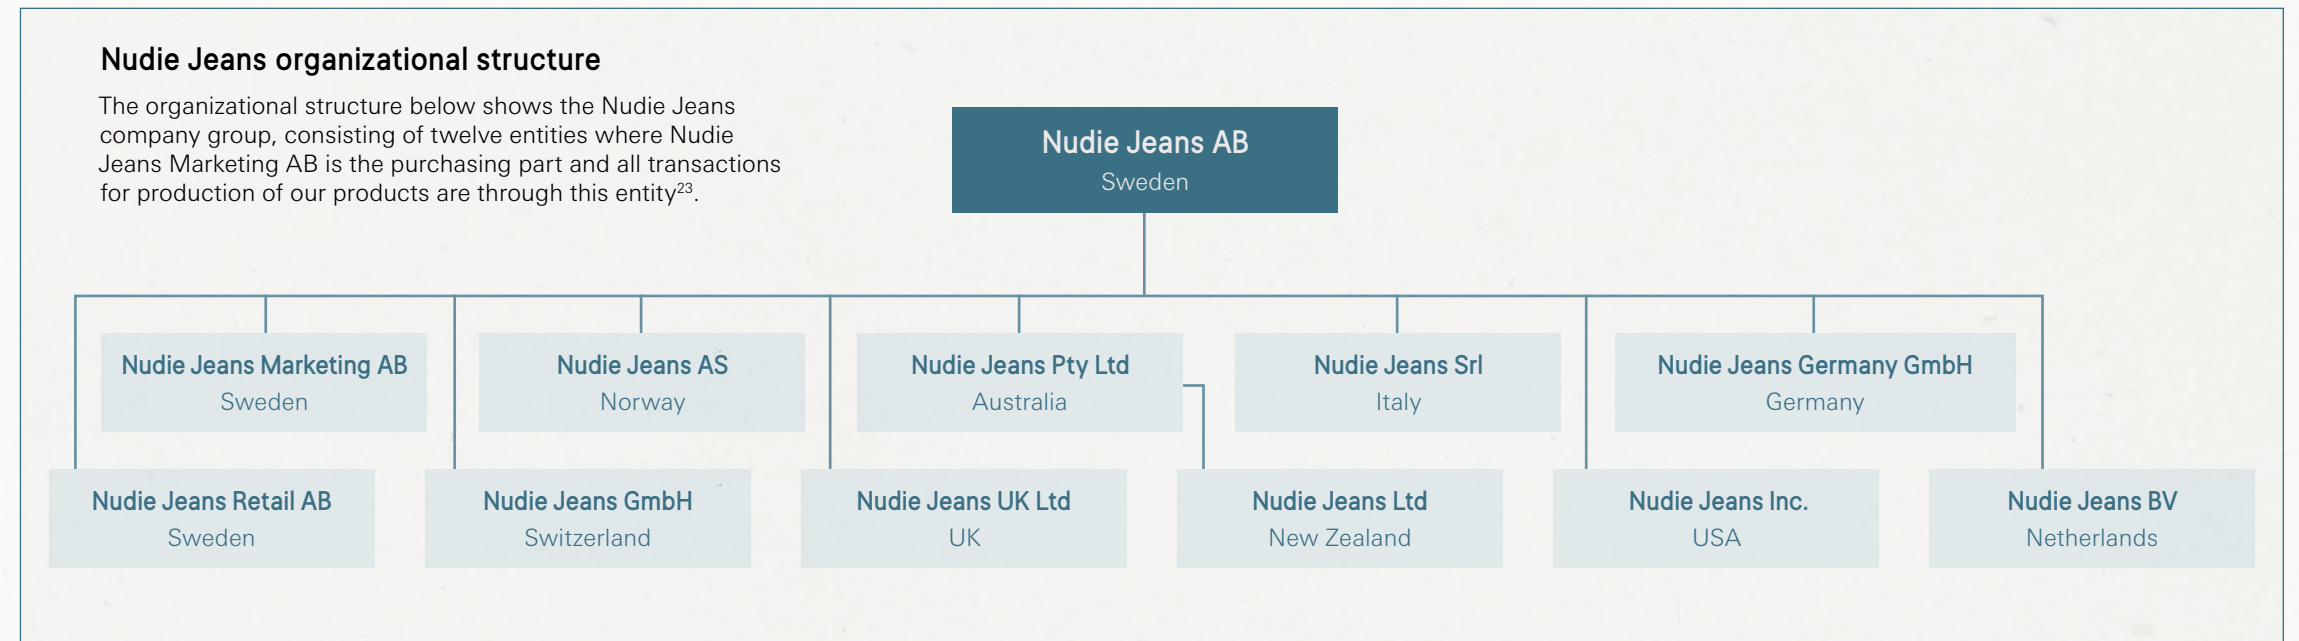 Nudie Jeans organizational structure
The organizational structure below shows the Nudie Jeans
company group, consisting of twelve entities where Nudie
Jeans Marketing AB is the purchasing part and all transactions
for production of our products are through this entity²³.
Nudie Jeans AB
Sweden
Nudie Jeans Marketing AB
Sweden
Nudie Jeans AS
Norway
Nudie Jeans Pty Ltd
Australia
Nudie Jeans Srl
Italy
Nudie Jeans Germany GmbH
Germany
Nudie Jeans Retail AB
Sweden
Nudie Jeans GmbH
Switzerland
Nudie Jeans UK Ltd
UK
Nudie Jeans Ltd
New Zealand
Nudie Jeans Inc.
USA
Nudie Jeans BV
Netherlands